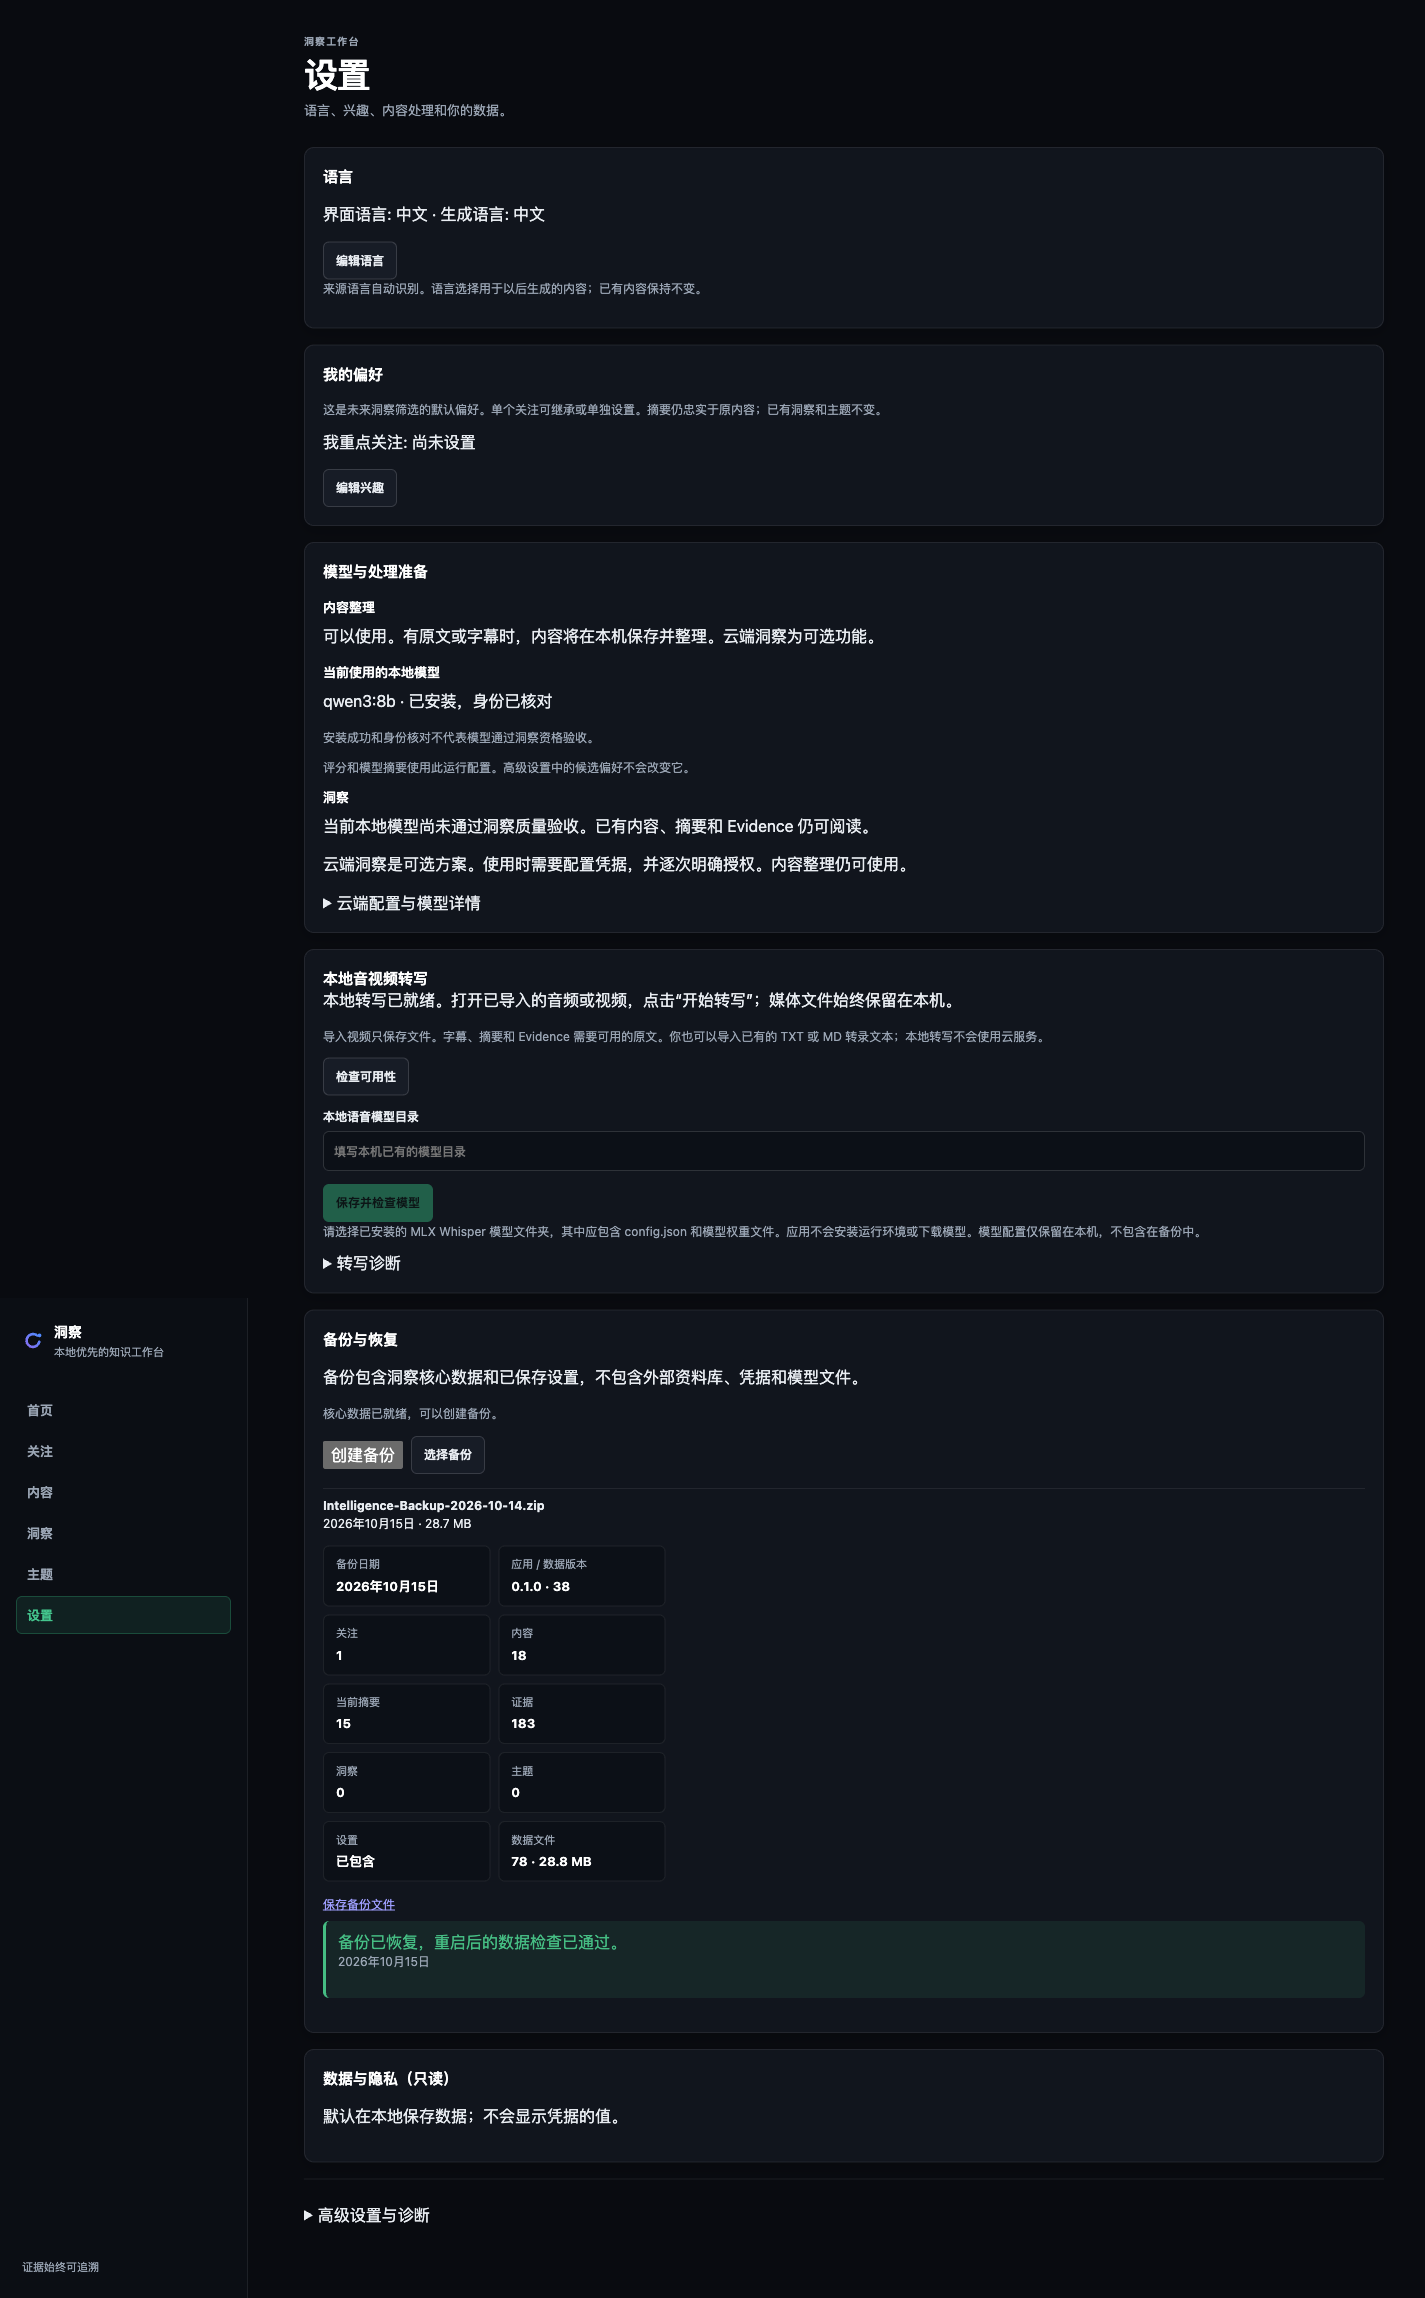 洞察工作台
设置
语言、兴趣、内容处理和你的数据。
语言
界面语言: 中文 · 生成语言: 中文
编辑语言
来源语言自动识别。语言选择用于以后生成的内容；已有内容保持不变。
我的偏好
这是未来洞察筛选的默认偏好。单个关注可继承或单独设置。摘要仍忠实于原内容；已有洞察和主题不变。
我重点关注: 尚未设置
编辑兴趣
模型与处理准备
内容整理
可以使用。有原文或字幕时，内容将在本机保存并整理。云端洞察为可选功能。
当前使用的本地模型
qwen3:8b · 已安装，身份已核对
安装成功和身份核对不代表模型通过洞察资格验收。
评分和模型摘要使用此运行配置。高级设置中的候选偏好不会改变它。
洞察
当前本地模型尚未通过洞察质量验收。已有内容、摘要和 Evidence 仍可阅读。
云端洞察是可选方案。使用时需要配置凭据，并逐次明确授权。内容整理仍可使用。
▶ 云端配置与模型详情
本地音视频转写
本地转写已就绪。打开已导入的音频或视频，点击“开始转写”；媒体文件始终保留在本机。
导入视频只保存文件。字幕、摘要和 Evidence 需要可用的原文。你也可以导入已有的 TXT 或 MD 转录文本；本地转写不会使用云服务。
检查可用性
本地语音模型目录
填写本机已有的模型目录
保存并检查模型
请选择已安装的 MLX Whisper 模型文件夹，其中应包含 config.json 和模型权重文件。应用不会安装运行环境或下载模型。模型配置仅保留在本机，不包含在备份中。
▶ 转写诊断
洞察
本地优先的知识工作台
首页
关注
内容
洞察
主题
设置
证据始终可追溯
备份与恢复
备份包含洞察核心数据和已保存设置，不包含外部资料库、凭据和模型文件。
核心数据已就绪，可以创建备份。
创建备份 选择备份
Intelligence-Backup-2026-10-14.zip
2026年10月15日 · 28.7 MB
备份日期
2026年10月15日
应用 / 数据版本
0.1.0 · 38
关注
1
内容
18
当前摘要
15
证据
183
洞察
0
主题
0
设置
已包含
数据文件
78 · 28.8 MB
保存备份文件
备份已恢复，重启后的数据检查已通过。
2026年10月15日
数据与隐私（只读）
默认在本地保存数据；不会显示凭据的值。
▶ 高级设置与诊断